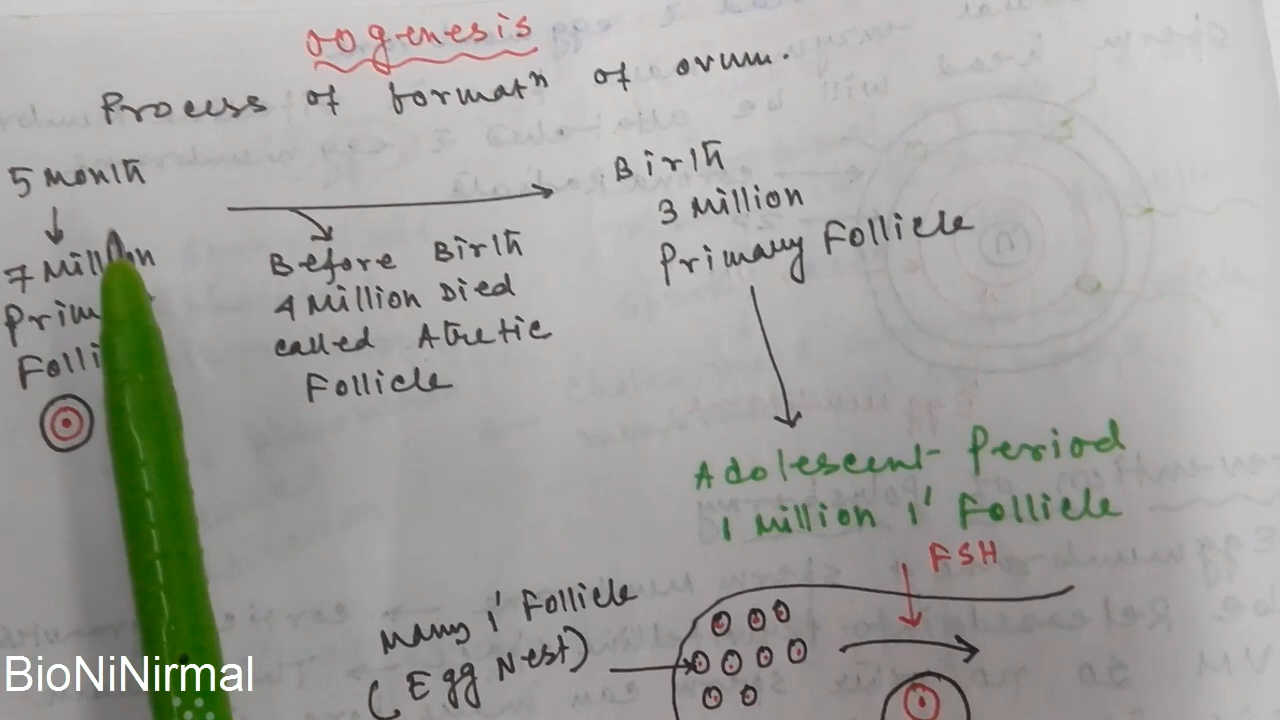 oogenesis
Process of formatⁿ of ovum.
5 Month
7 Million
Follicle
Before Birth
4 Million Died
called Atretic
Follicle
Birth
3 Million
Primary Follicle
Adolescent Period
1 Million 1' Follicle
FSH
Many 1' Follicle
(Egg Nest)
BioNiNirmal